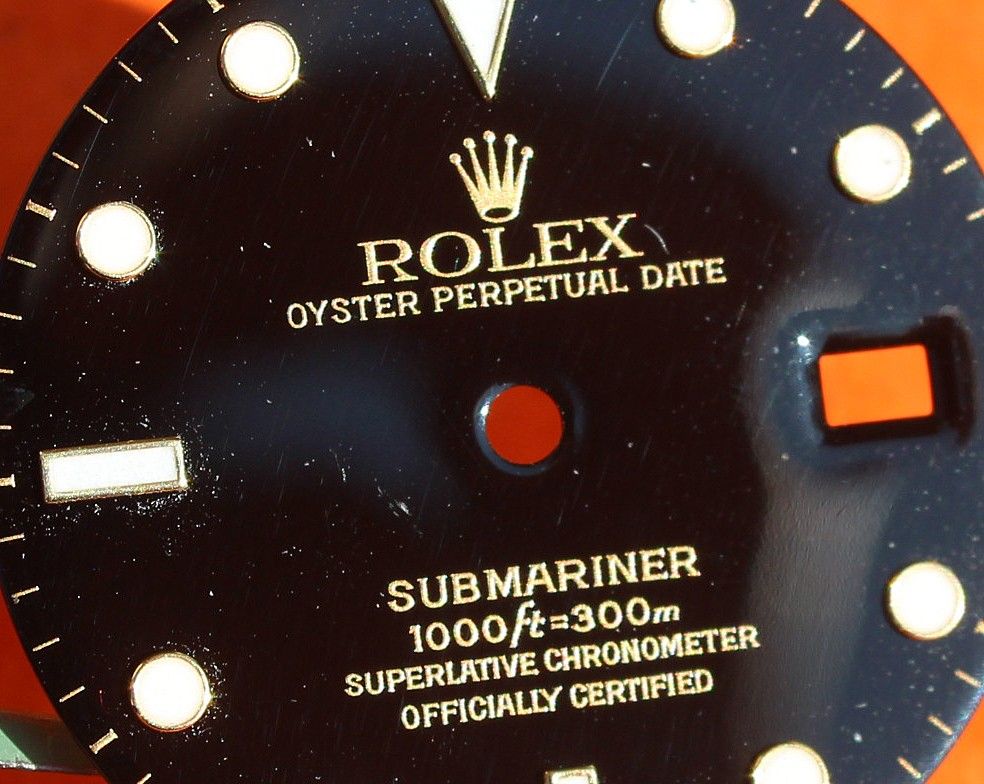 ROLEX
OYSTER PERPETUAL DATE
SUBMARINER
1000ft=300m
SUPERLATIVE CHRONOMETER
OFFICIALLY CERTIFIED